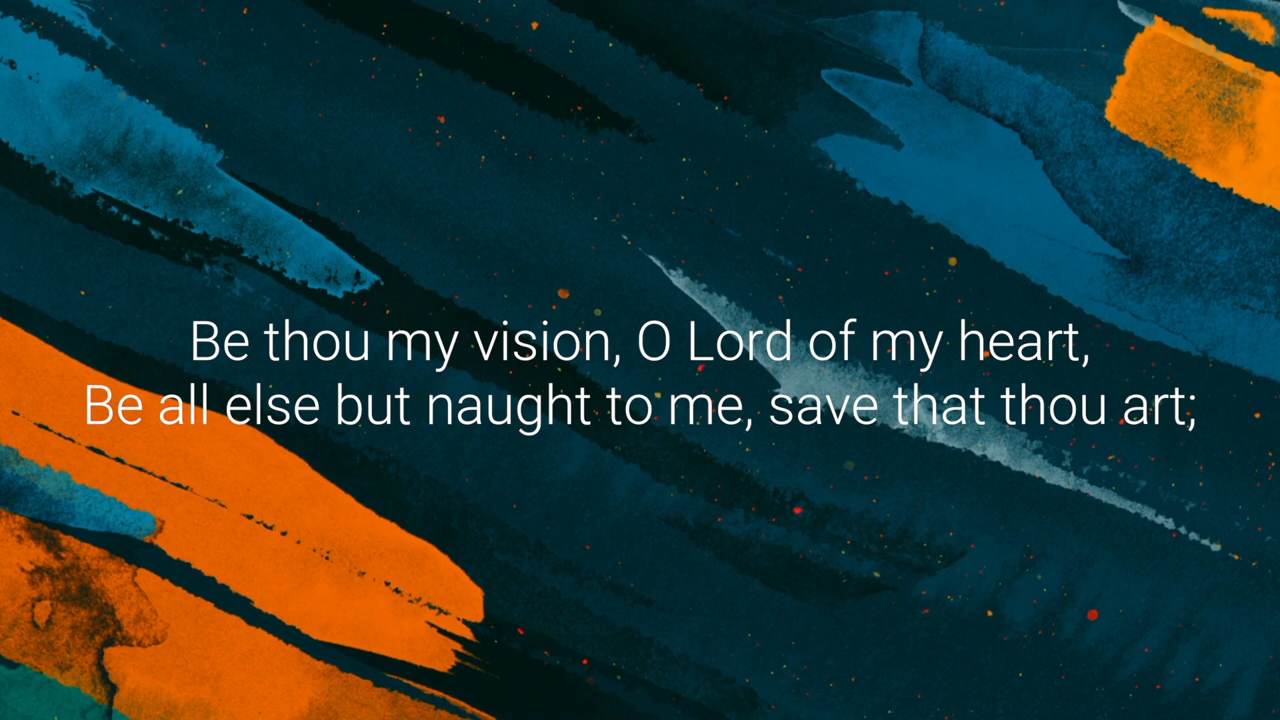 Be thou my vision, O Lord of my heart,
Be all else but naught to me, save that thou art;